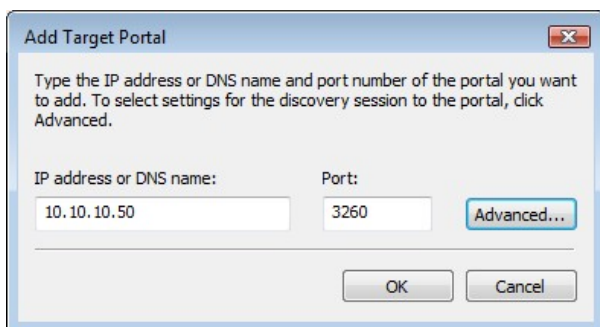 Add Target Portal
Type the IP address or DNS name and port number of the portal you want
to add. To select settings for the discovery session to the portal, click
Advanced.
IP address or DNS name: Port:
10.10.10.50 3260 Advanced...
OK Cancel